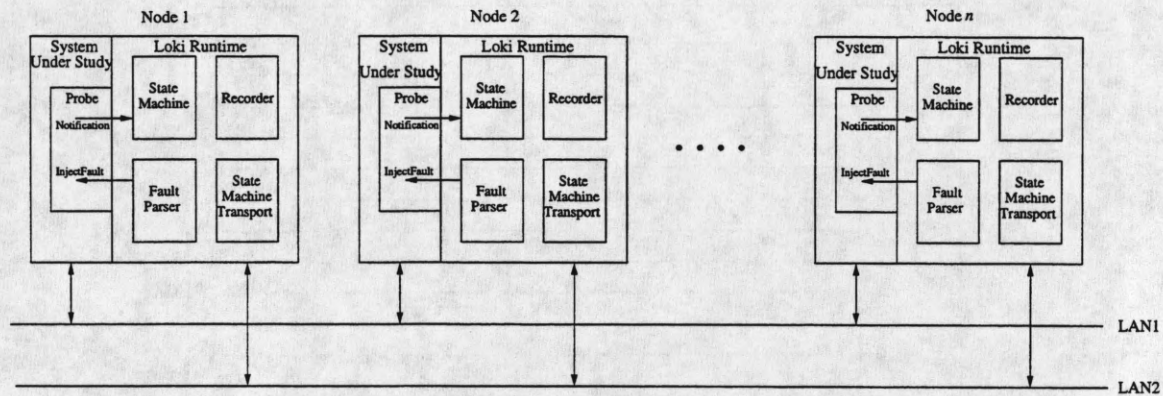 Node 1
System
Under Study
Loki Runtime
Probe
Notification
InjectFault
State
Machine
Recorder
Fault
Parser
State
Machine
Transport
Node 2
System
Under Study
Loki Runtime
Probe
Notification
InjectFault
State
Machine
Recorder
Fault
Parser
State
Machine
Transport
Node n
System
Under Study
Loki Runtime
Probe
Notification
InjectFault
State
Machine
Recorder
Fault
Parser
State
Machine
Transport
LAN1
LAN2